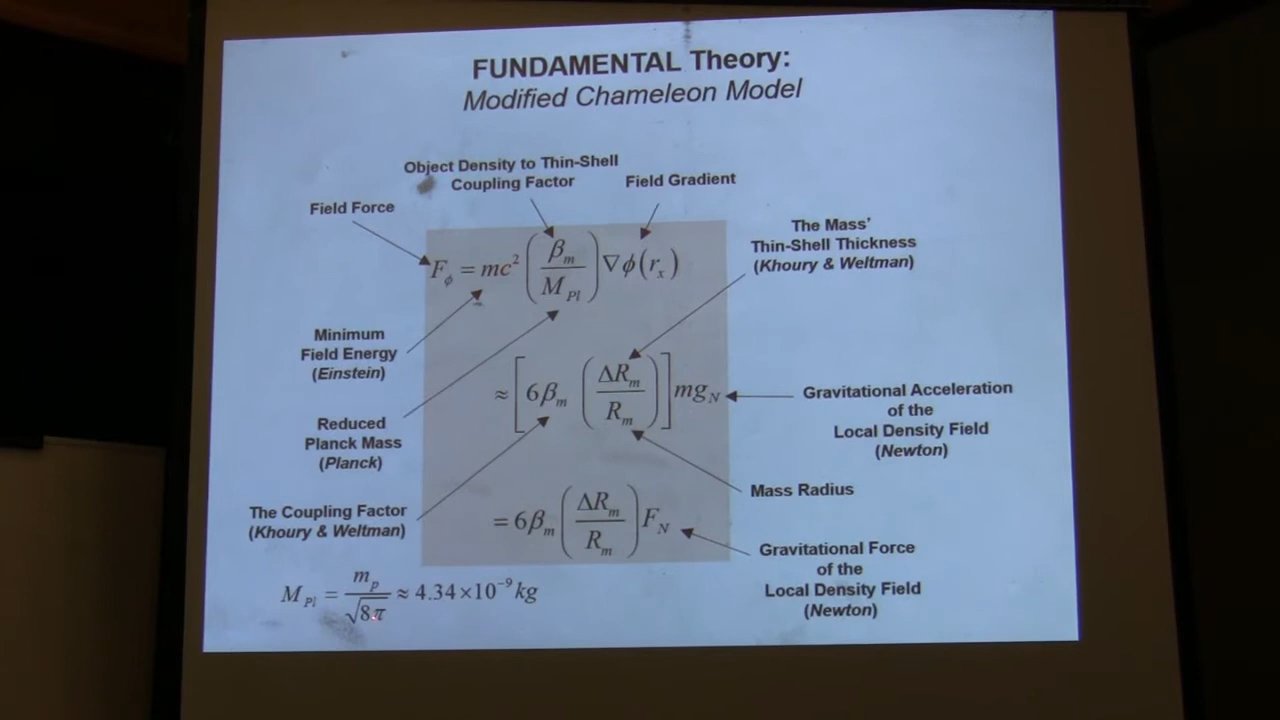 FUNDAMENTAL Theory:
Modified Chameleon Model
Object Density to Thin-Shell
Coupling Factor
Field Gradient
Field Force
The Mass'
Thin-Shell Thickness
(Khoury & Weltman)
F_ϕ = mc² (β_m / M_Pl) ∇ϕ(r_x)
Minimum
Field Energy
(Einstein)
≈ [6β_m (ΔR_m / R_m)] mg_N
Gravitational Acceleration
of the
Local Density Field
(Newton)
Reduced
Planck Mass
(Planck)
Mass Radius
The Coupling Factor
(Khoury & Weltman)
= 6β_m (ΔR_m / R_m) F_N
Gravitational Force
of the
Local Density Field
(Newton)
M_Pl = m_p / √8π ≈ 4.34×10⁻⁹ kg